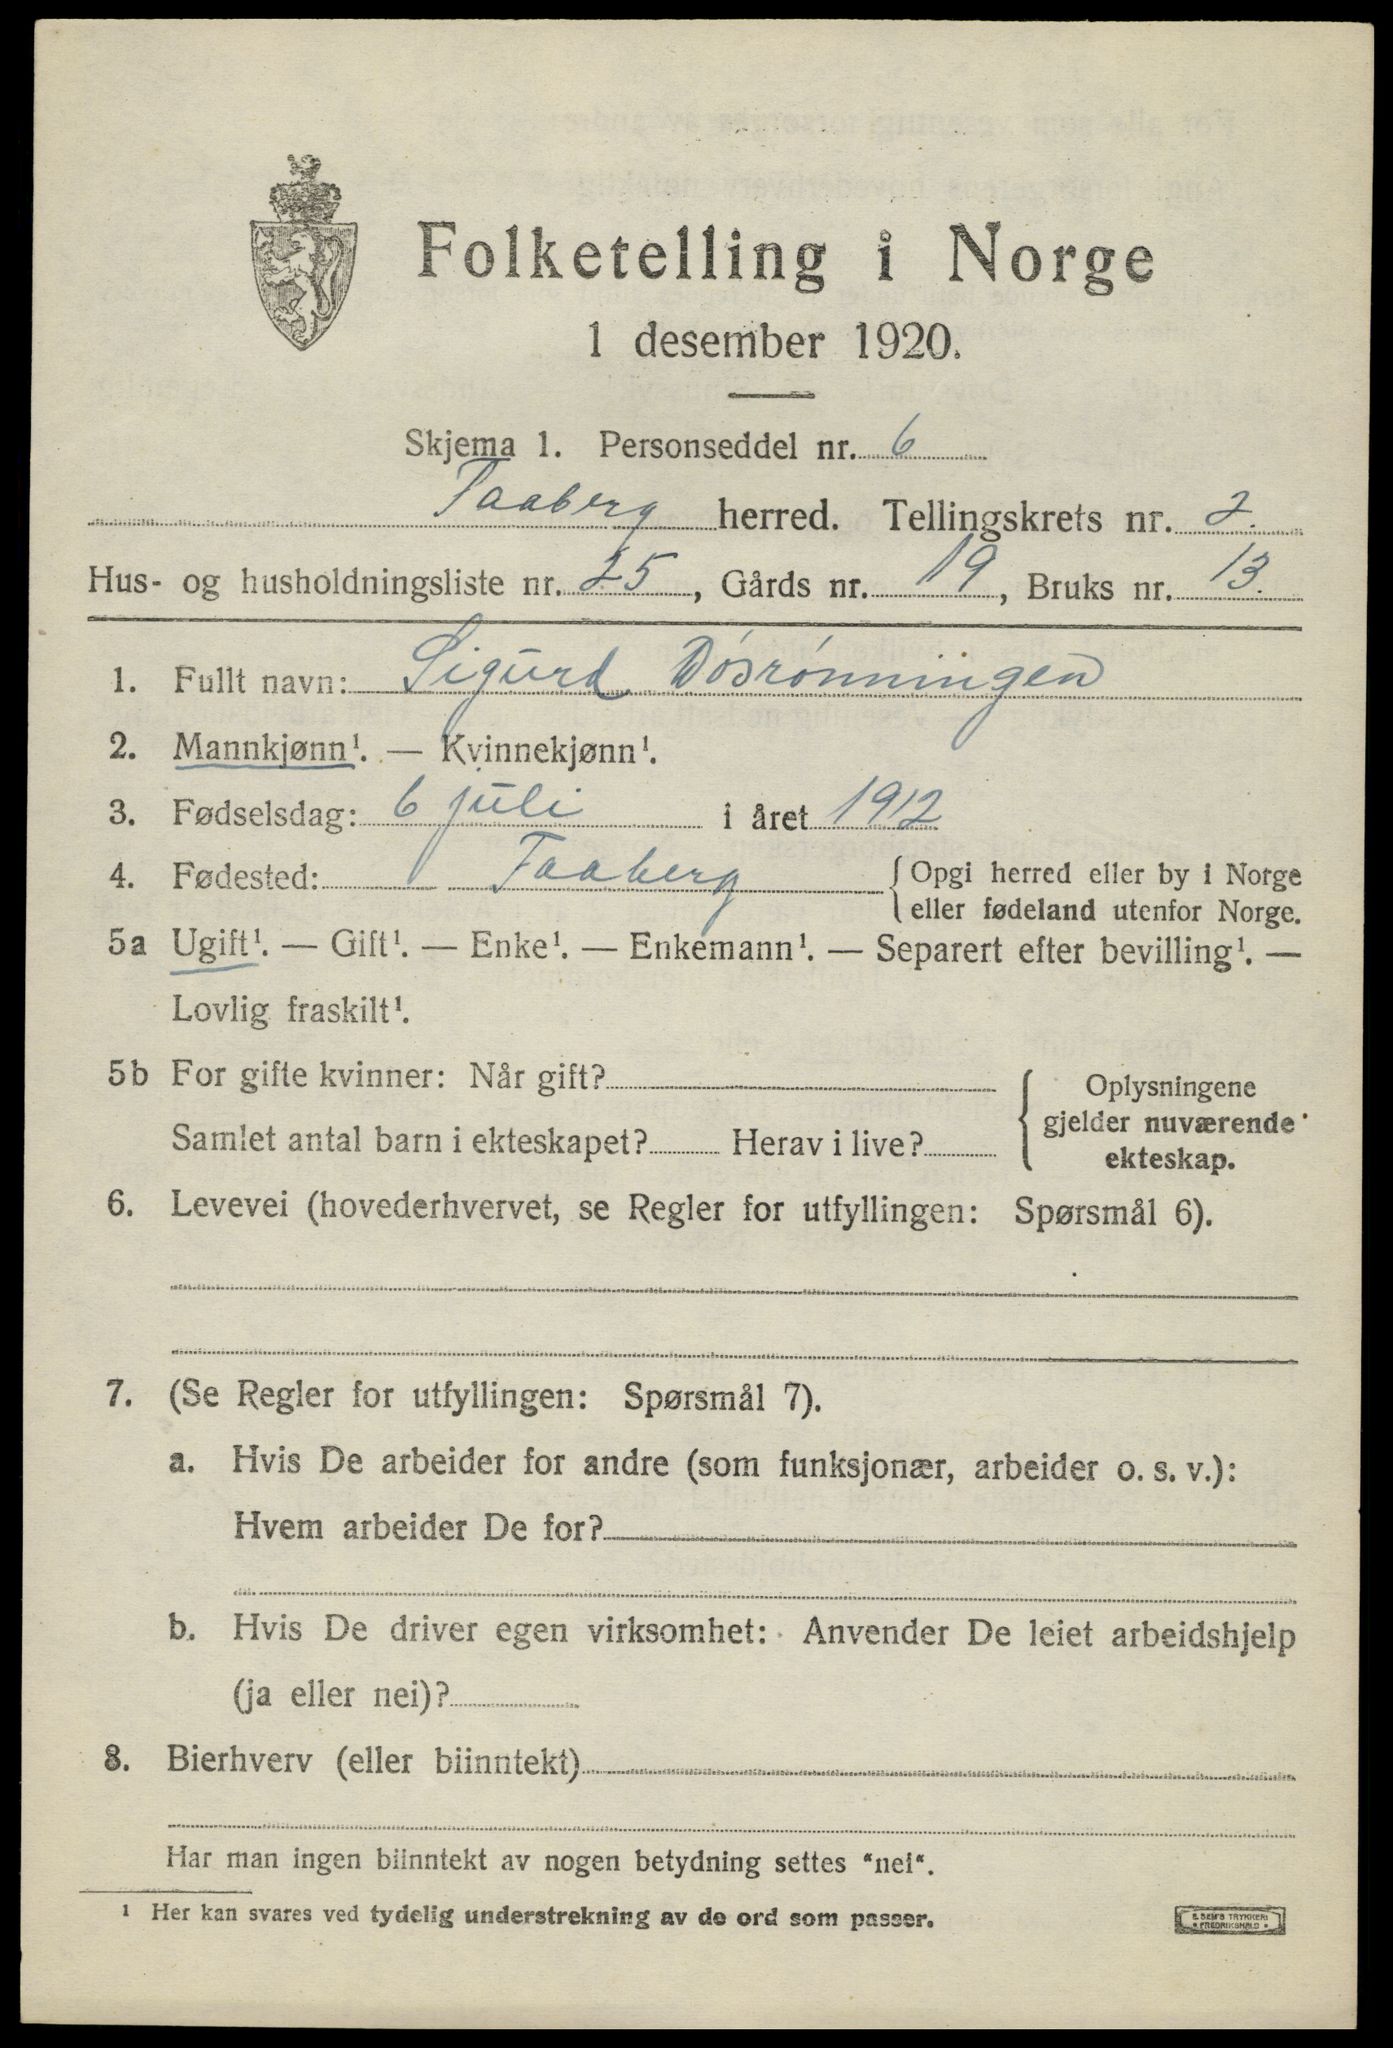 Folketelling i Norge
1 desember 1920.
Skjema 1. Personseddel nr. 6
Taaberg herred. Tellingskrets nr. 2.
Hus- og husholdningsliste nr. 25, Gårds nr. 19, Bruks nr. 13.
1. Fullt navn: Sigurd Døsrønningen
2. Mannkjønn¹. — Kvinnekjønn¹.
3. Fødselsdag: 6 juli i året 1912
4. Fødested: Taaberg { Opgi herred eller by i Norge
eller fødeland utenfor Norge.
5a Ugift¹. — Gift¹. — Enke¹. — Enkemann¹. — Separert efter bevilling¹. —
Lovlig fraskilt¹.
5b For gifte kvinner: Når gift?
Samlet antal barn i ekteskapet? Herav i live?
{ Oplysningene
gjelder nuværende
ekteskap.
6. Levevei (hovederhvervet, se Regler for utfyllingen: Spørsmål 6).
7. (Se Regler for utfyllingen: Spørsmål 7).
a. Hvis De arbeider for andre (som funksjonær, arbeider o. s. v.):
Hvem arbeider De for?
b. Hvis De driver egen virksomhet: Anvender De leiet arbeidshjelp
(ja eller nei)?
8. Bierhverv (eller biinntekt)
Har man ingen biinntekt av nogen betydning settes “nei“.
¹ Her kan svares ved tydelig understrekning av de ord som passer.
E SEM'S TRYKKERI
• FREDRIKSHALD •